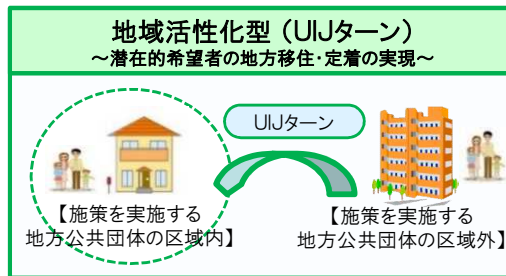 地域活性化型（UIJターン）
～潜在的希望者の地方移住・定着の実現～
UIJターン
【施策を実施する
地方公共団体の区域内】
【施策を実施する
地方公共団体の区域外】